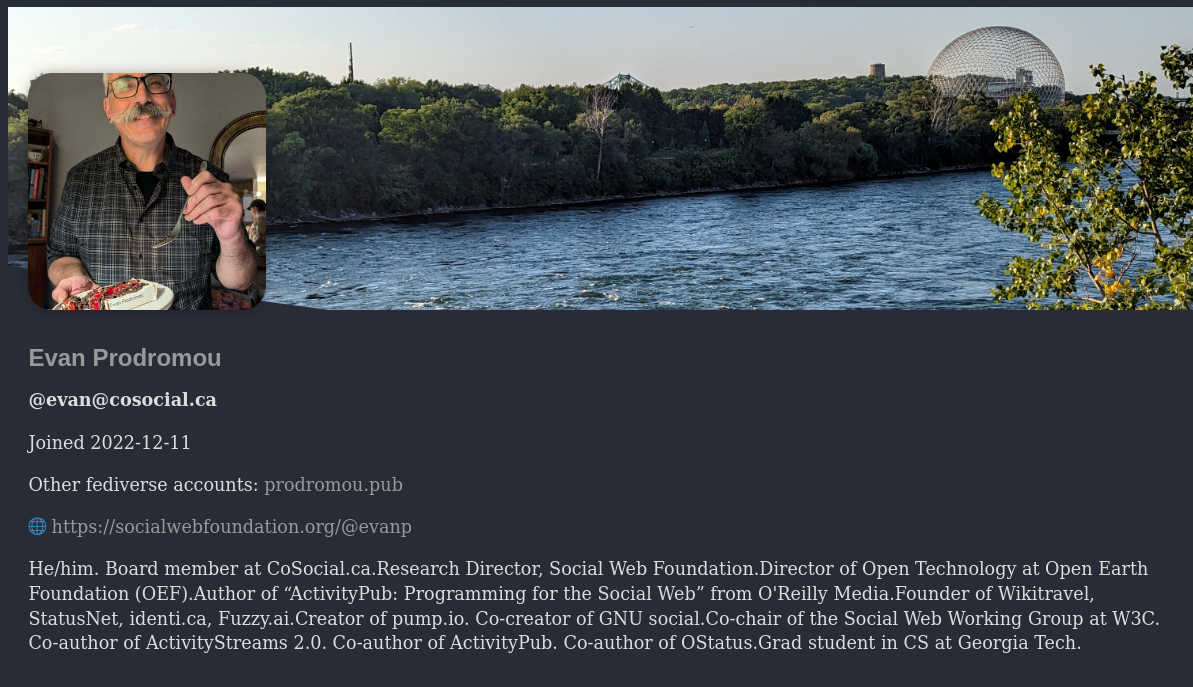 Evan Prodromou
@evan@cosocial.ca
Joined 2022-12-11
Other fediverse accounts: prodromou.pub
https://socialwebfoundation.org/@evanp
He/him. Board member at CoSocial.ca.Research Director, Social Web Foundation.Director of Open Technology at Open Earth
Foundation (OEF).Author of “ActivityPub: Programming for the Social Web” from O'Reilly Media.Founder of Wikitravel,
StatusNet, identi.ca, Fuzzy.ai.Creator of pump.io. Co-creator of GNU social.Co-chair of the Social Web Working Group at W3C.
Co-author of ActivityStreams 2.0. Co-author of ActivityPub. Co-author of OStatus.Grad student in CS at Georgia Tech.